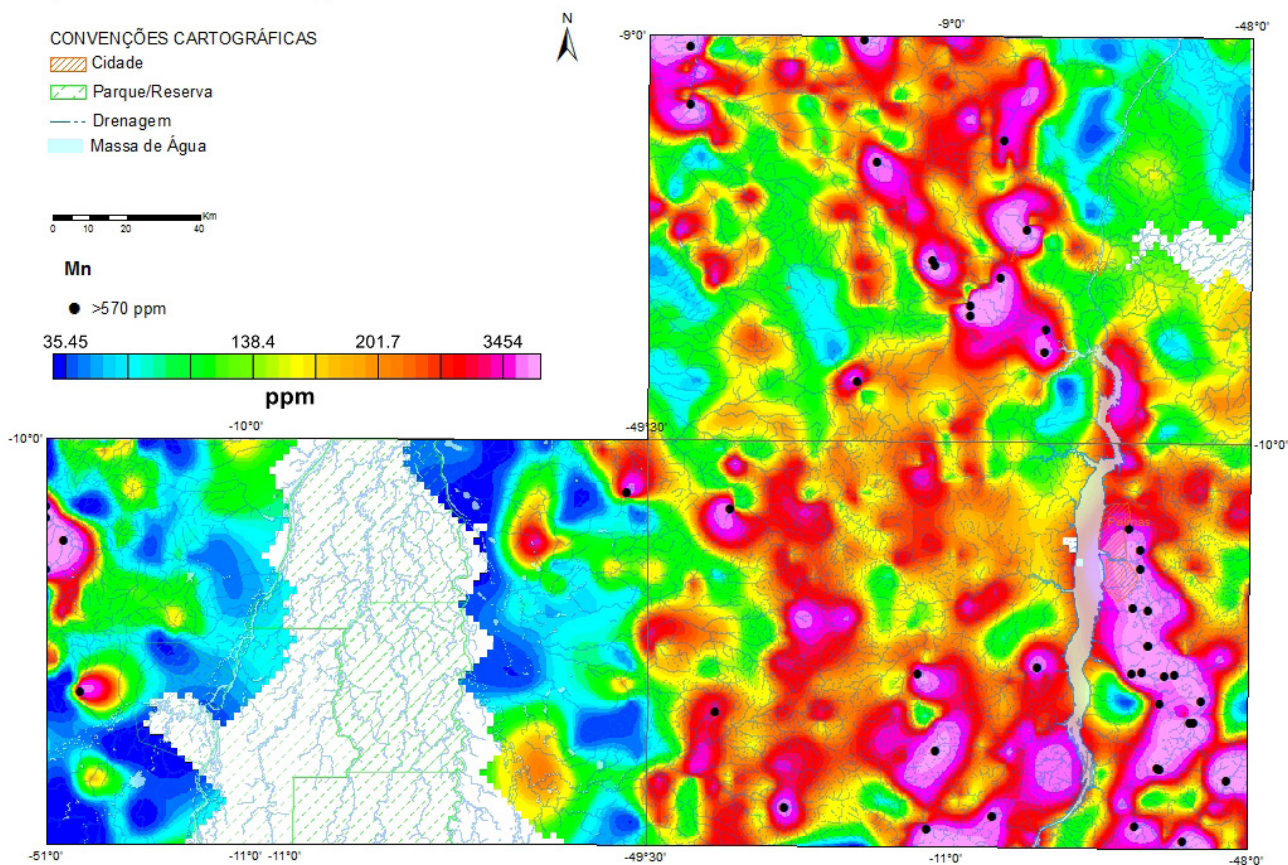 N
CONVENÇÕES CARTOGRÁFICAS
Cidade
Parque/Reserva
Drenagem
Massa de Água
Km
0 10 20 40
Mn
>570 ppm
35.45 138.4 201.7 3454
ppm
-9°0'
-9°0'
-48°0'
-10°0'
-10°0'
-49°30'
-10°0'
Palmas
-51°0'
-11°0'
-11°0'
-49°30'
-11°0'
-48°0'